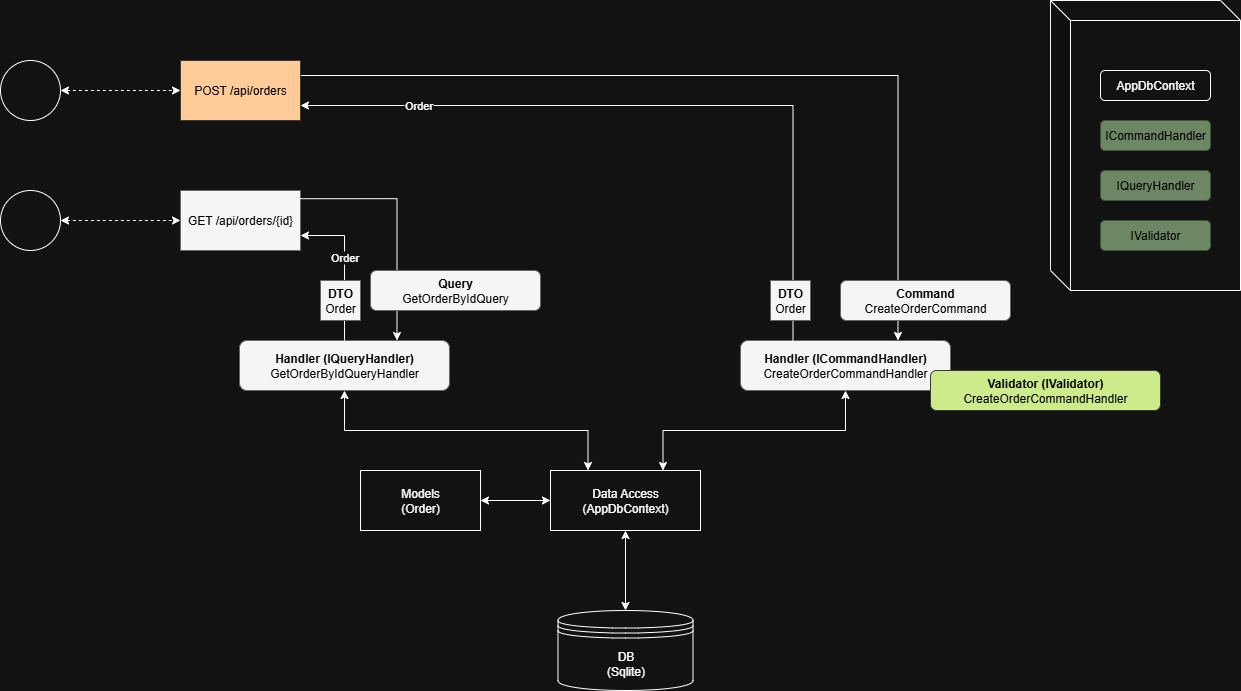 POST /api/orders
Order
GET /api/orders/{id}
Order
DTO
Order
Query
GetOrderByIdQuery
Handler (IQueryHandler)
GetOrderByIdQueryHandler
DTO
Order
Command
CreateOrderCommand
Handler (ICommandHandler)
CreateOrderCommandHandler
Validator (IValidator)
CreateOrderCommandHandler
Models
(Order)
Data Access
(AppDbContext)
DB
(Sqlite)
AppDbContext
ICommandHandler
IQueryHandler
IValidator